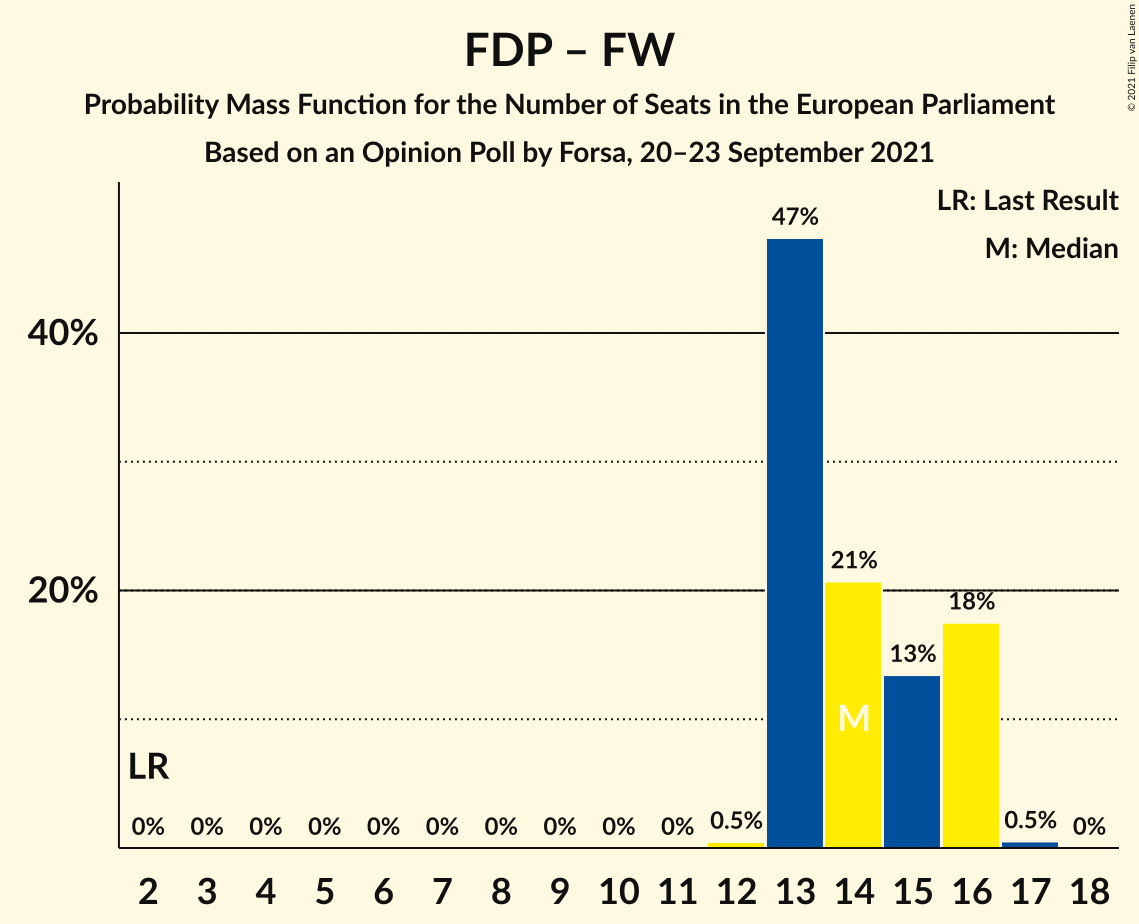 FDP – FW
Probability Mass Function for the Number of Seats in the European Parliament
Based on an Opinion Poll by Forsa, 20–23 September 2021
© 2021 Filip van Laenen
LR: Last Result
M: Median
47%
40%
21%
20%
18%
13%
M
LR
0% 0% 0% 0% 0% 0% 0% 0% 0% 0% 0.5% 0.5% 0%
2 3 4 5 6 7 8 9 10 11 12 13 14 15 16 17 18